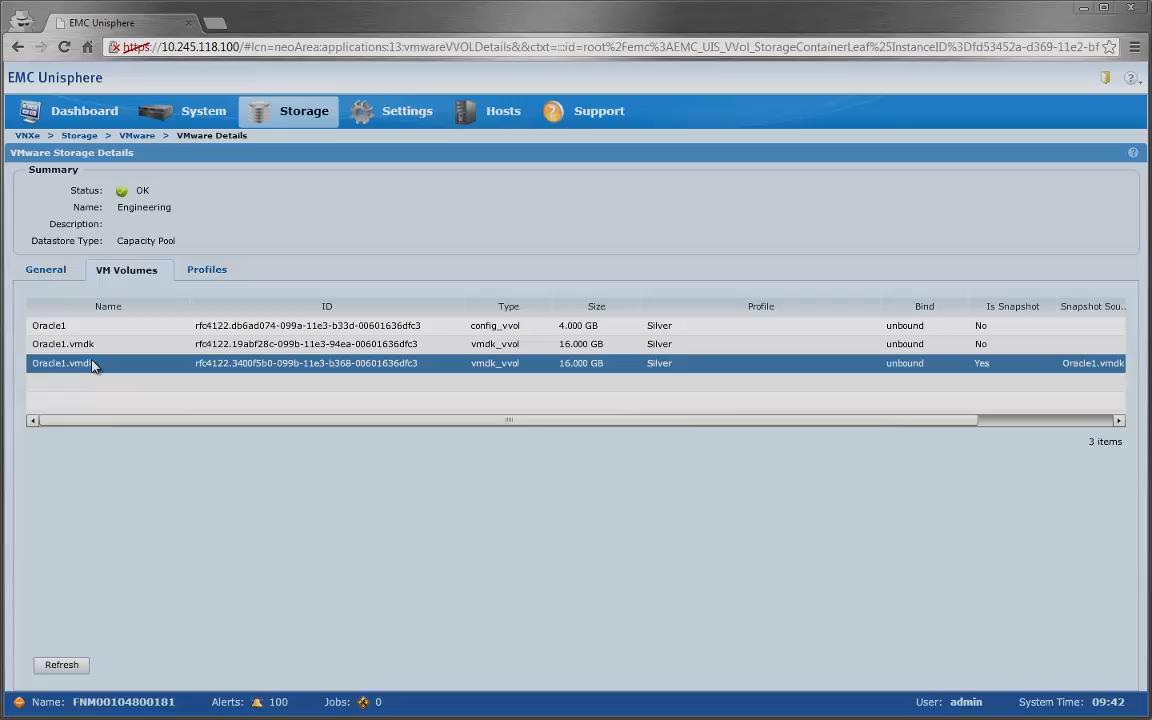 EMC Unisphere
https://10.245.118.100/#lcn=neoArea:applications:13:vmwareVVOLDetails&&ctxt=:::id=root%2Femc%3AEMC_UIS_VVol_StorageContainerLeaf%25InstanceID%3Dfd53452a-d369-11e2-bf
EMC Unisphere
Dashboard System Storage Settings Hosts Support
VNXe > Storage > VMware > VMware Details
VMware Storage Details
Summary
Status: OK
Name: Engineering
Description:
Datastore Type: Capacity Pool
General VM Volumes Profiles
Name ID Type Size Profile Bind Is Snapshot Snapshot Sou..
Oracle1 rfc4122.db6ad074-099a-11e3-b33d-00601636dfc3 config_vvol 4.000 GB Silver unbound No
Oracle1.vmdk rfc4122.19abf28c-099b-11e3-94ea-00601636dfc3 vmdk_vvol 16.000 GB Silver unbound No
Oracle1.vmdk rfc4122.3400f5b0-099b-11e3-b368-00601636dfc3 vmdk_vvol 16.000 GB Silver unbound Yes Oracle1.vmdk
3 items
Refresh
Name: FNM00104800181 Alerts: 100 Jobs: 0 User: admin System Time: 09:42